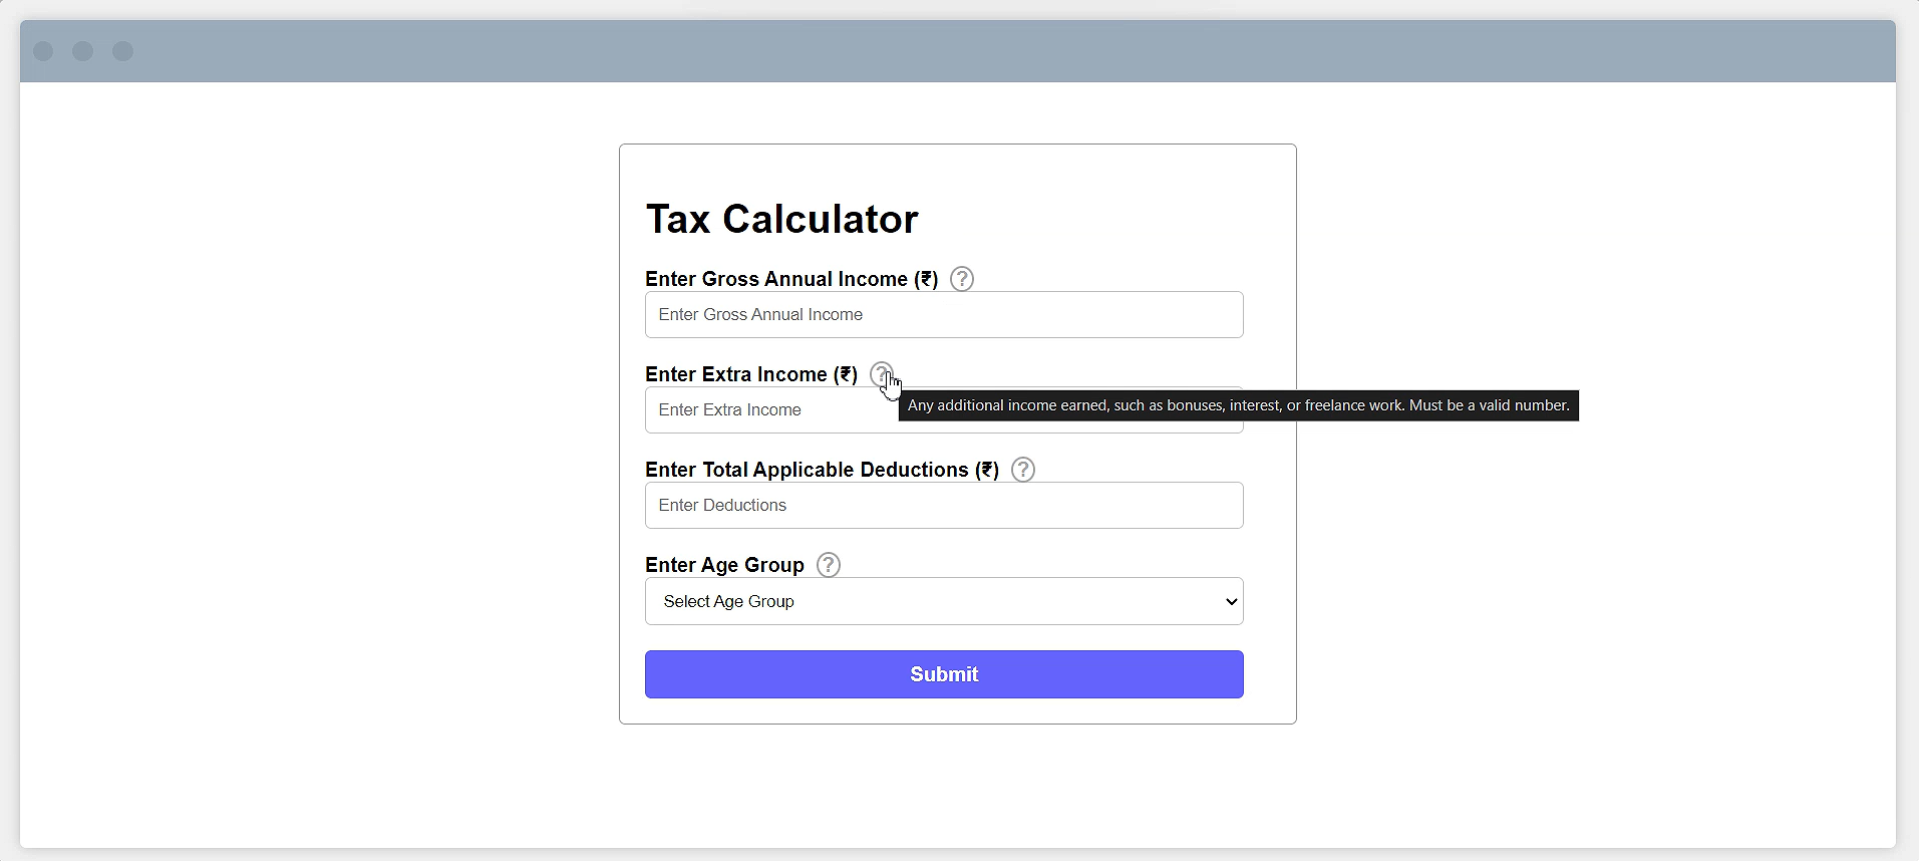 Tax Calculator
Enter Gross Annual Income (₹) ?
Enter Gross Annual Income
Enter Extra Income (₹) ?
Enter Extra Income
Any additional income earned, such as bonuses, interest, or freelance work. Must be a valid number.
Enter Total Applicable Deductions (₹) ?
Enter Deductions
Enter Age Group ?
Select Age Group
Submit